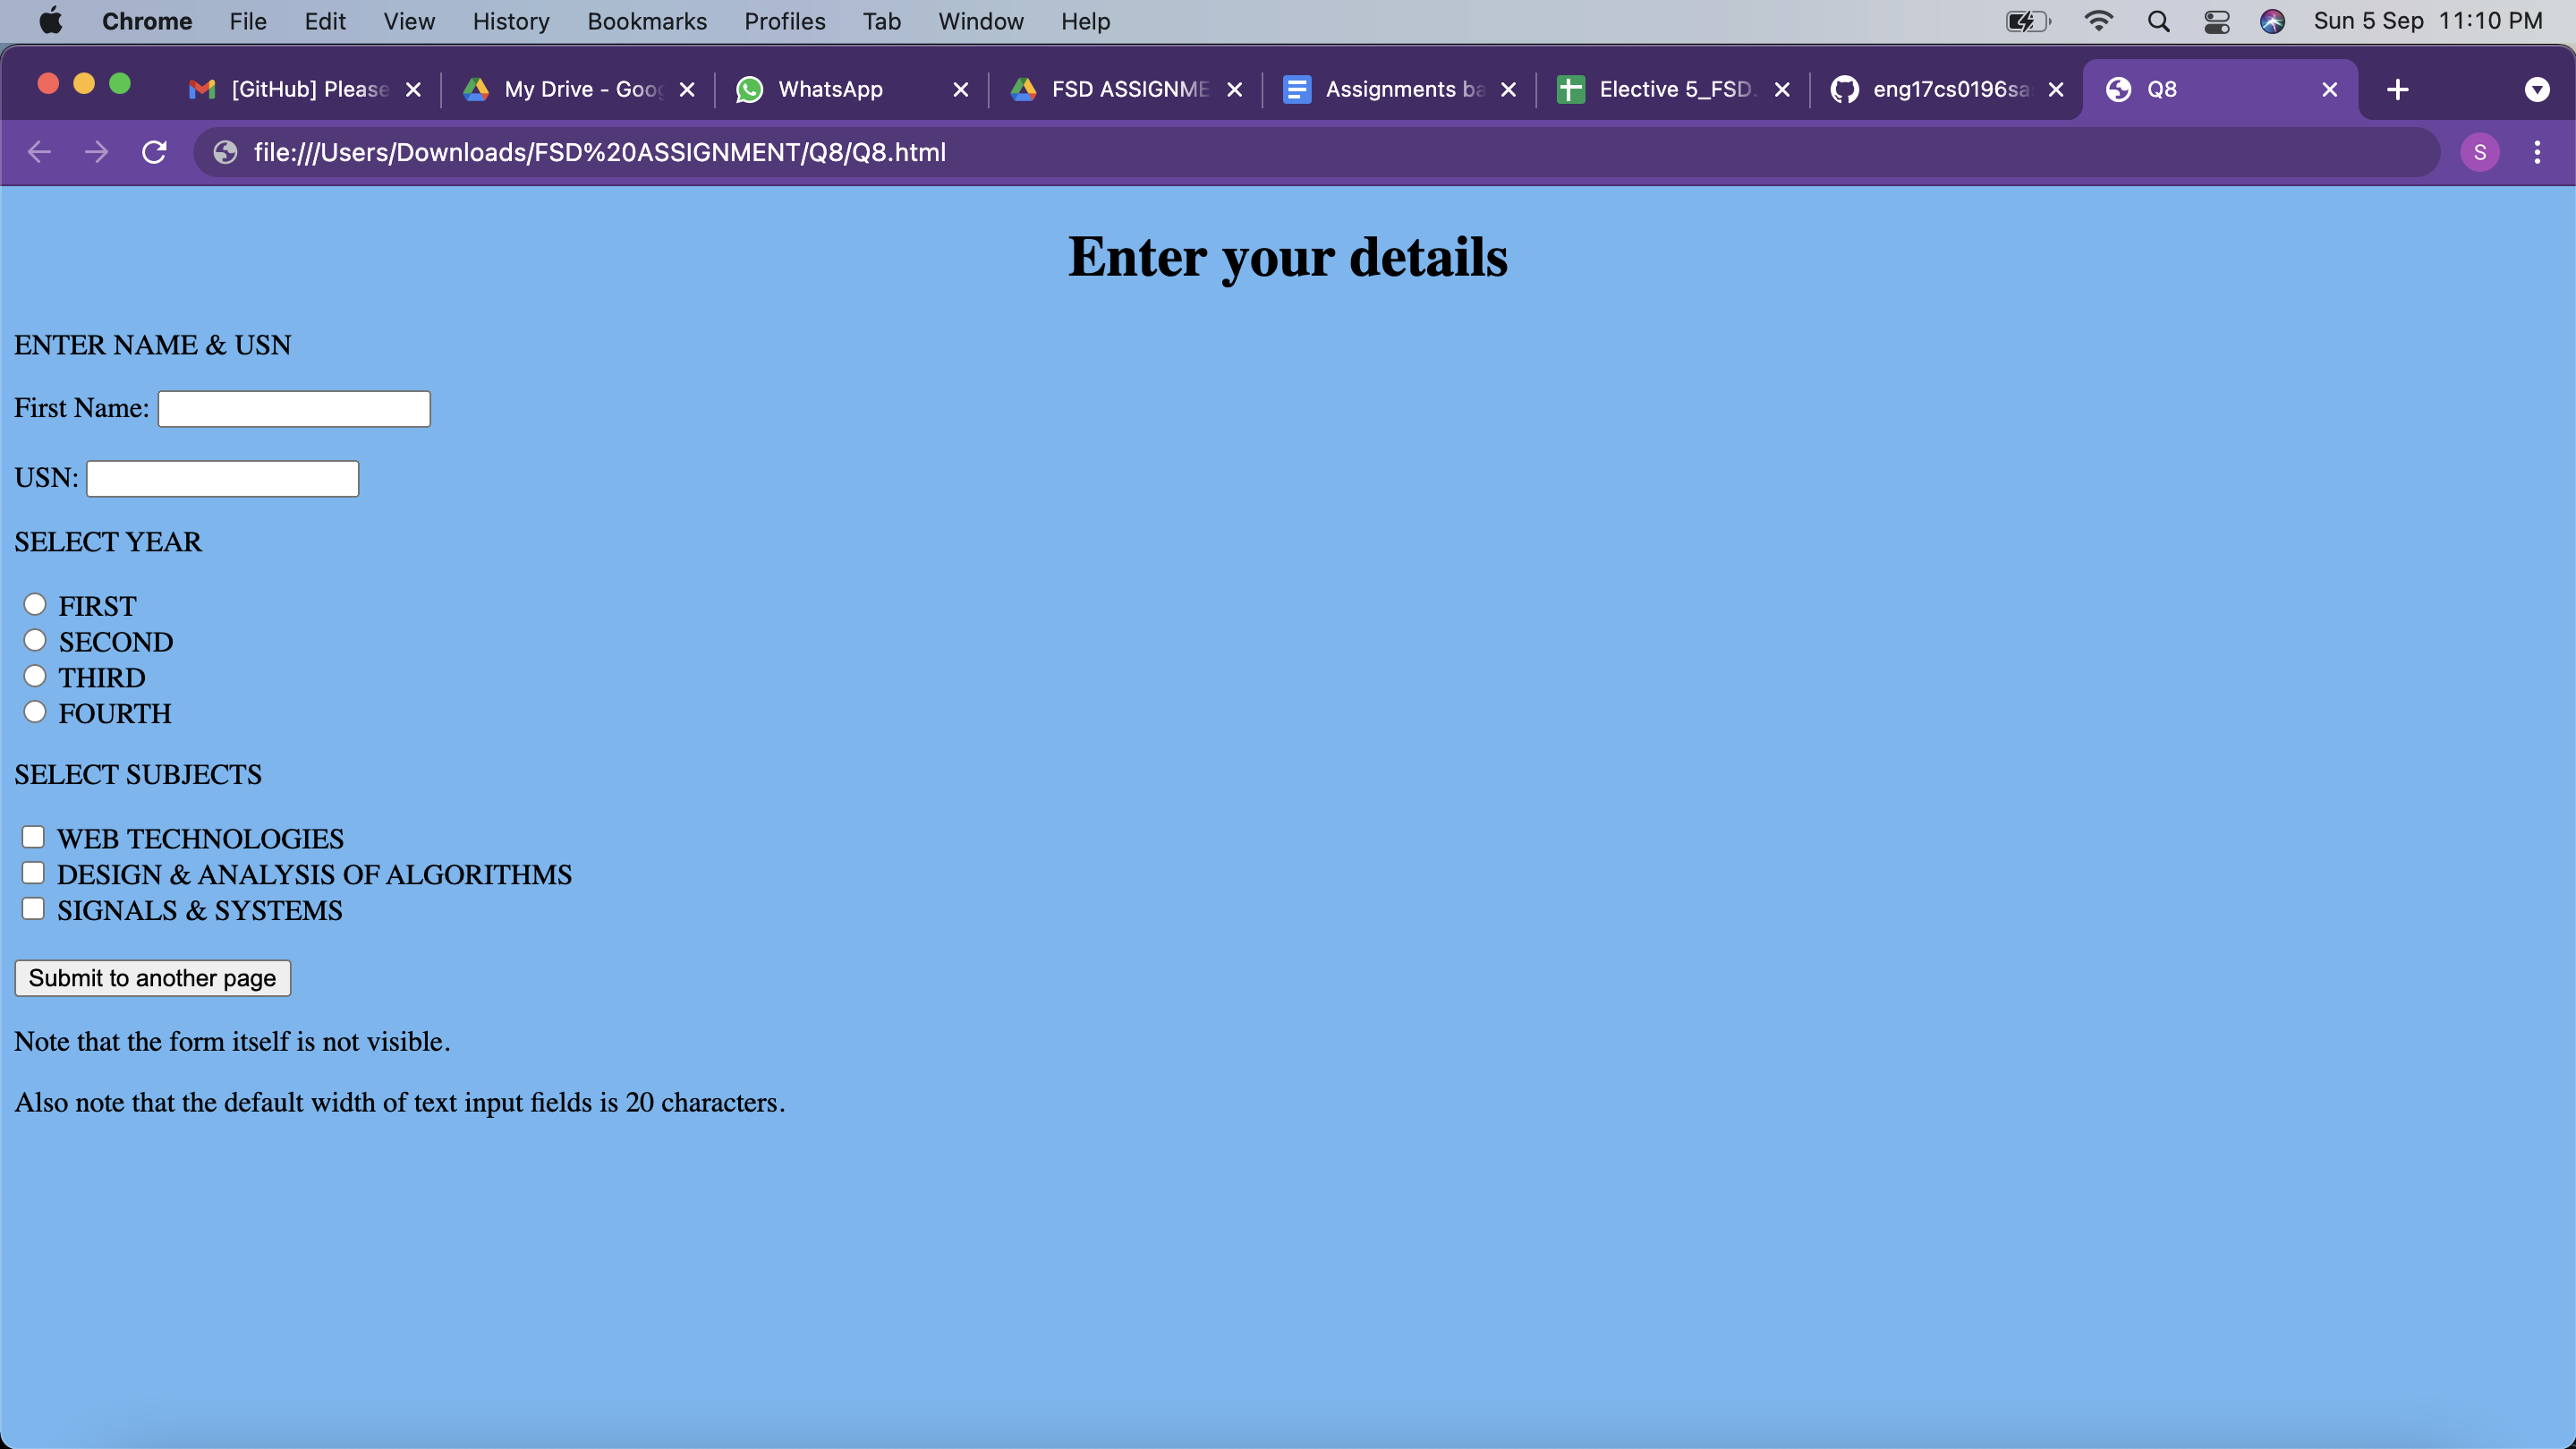 Chrome File Edit View History Bookmarks Profiles Tab Window Help Sun 5 Sep 11:10 PM
[GitHub] Please My Drive - Goog WhatsApp FSD ASSIGNME Assignments ba Elective 5_FSD. eng17cs0196sa Q8
file:///Users/Downloads/FSD%20ASSIGNMENT/Q8/Q8.html S
Enter your details
ENTER NAME & USN
First Name:
USN:
SELECT YEAR
FIRST
SECOND
THIRD
FOURTH
SELECT SUBJECTS
WEB TECHNOLOGIES
DESIGN & ANALYSIS OF ALGORITHMS
SIGNALS & SYSTEMS
Submit to another page
Note that the form itself is not visible.
Also note that the default width of text input fields is 20 characters.